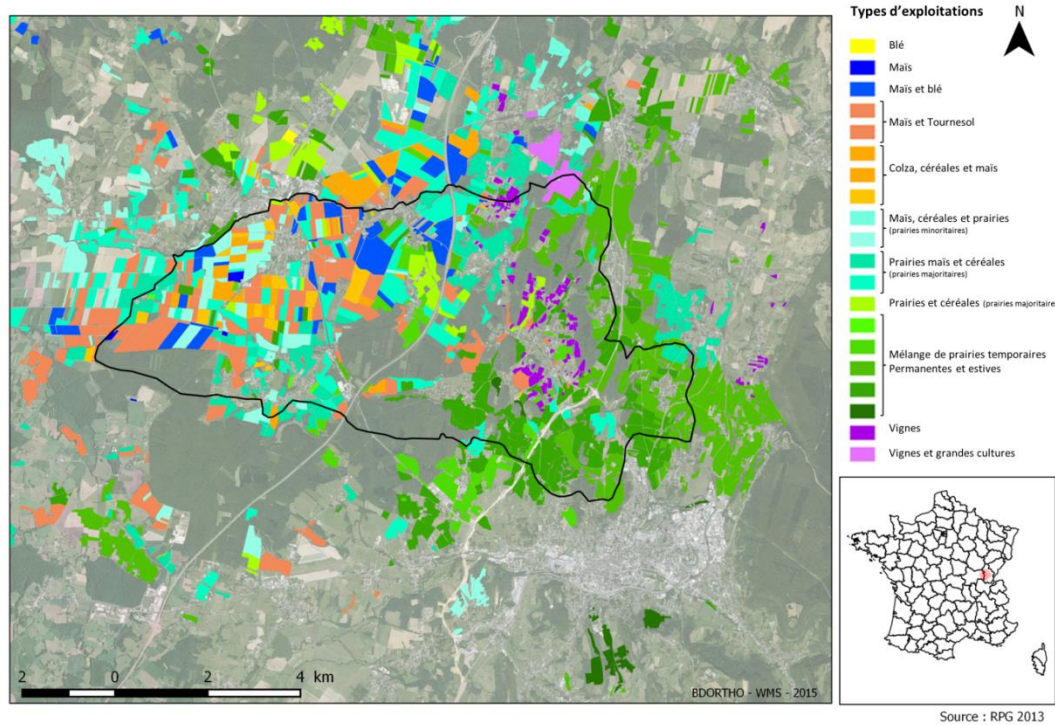 Types d'exploitations
N
Blé
Maïs
Maïs et blé
Maïs et Tournesol
Colza, céréales et maïs
Maïs, céréales et prairies
(prairies minoritaires)
Prairies maïs et céréales
(prairies majoritaires)
Prairies et céréales (prairies majoritaire
Mélange de prairies temporaires
Permanentes et estives
Vignes
Vignes et grandes cultures
2 0 2 4 km
BDORTHO - WMS - 2015
Source : RPG 2013